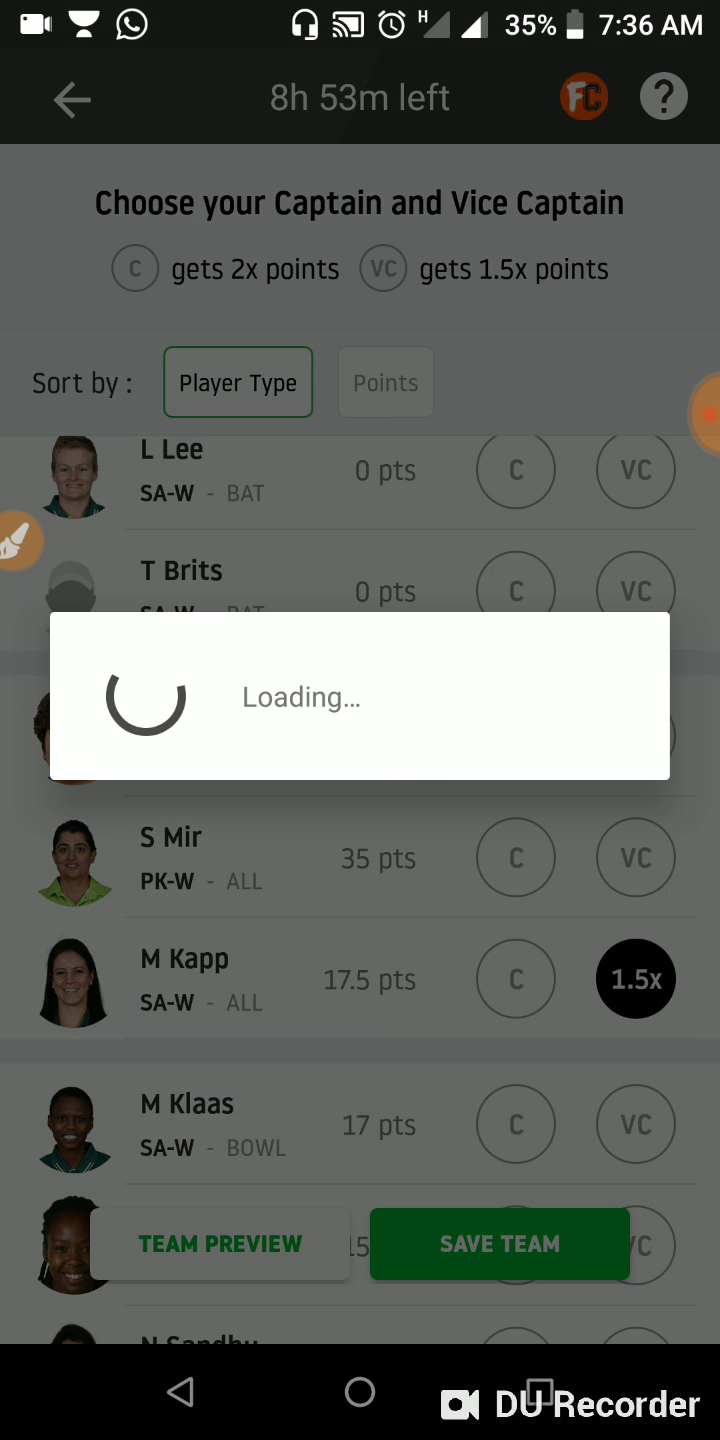 H 35% 7:36 AM
8h 53m left FC ?
Choose your Captain and Vice Captain
C gets 2x points VC gets 1.5x points
Sort by : Player Type Points
L Lee
SA-W - BAT 0 pts C VC
T Brits
SA-W - BAT 0 pts C VC
Loading...
S Mir
PK-W - ALL 35 pts C VC
M Kapp
SA-W - ALL 17.5 pts C 1.5x
M Klaas
SA-W - BOWL 17 pts C VC
TEAM PREVIEW 15 SAVE TEAM VC
N Sandhu
DU Recorder